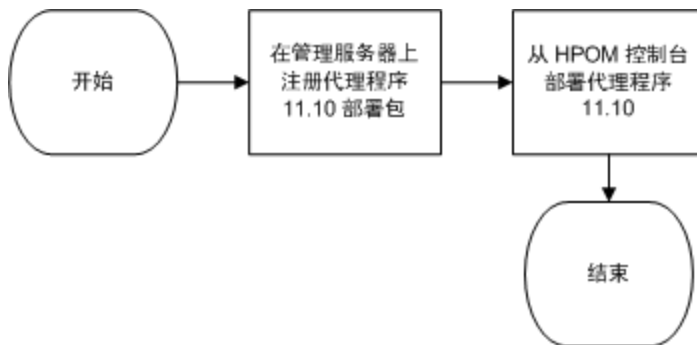 开始
在管理服务器上
注册代理程序
11.10 部署包
从 HPOM 控制台
部署代理程序
11.10
结束